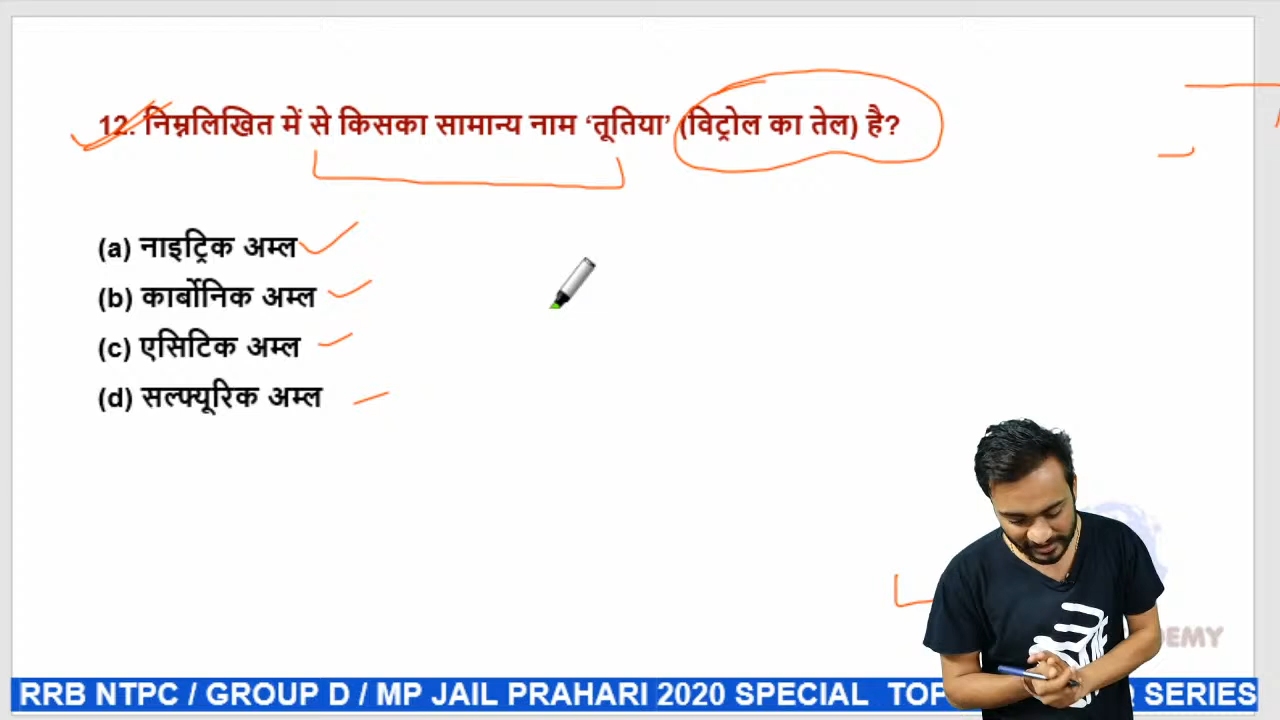 12. निम्नलिखित में से किसका सामान्य नाम ‘तूतिया’ (विट्रोल का तेल) है?
(a) नाइट्रिक अम्ल
(b) कार्बोनिक अम्ल
(c) एसिटिक अम्ल
(d) सल्फ्यूरिक अम्ल
RRB NTPC / GROUP D / MP JAIL PRAHARI 2020 SPECIAL SERIES